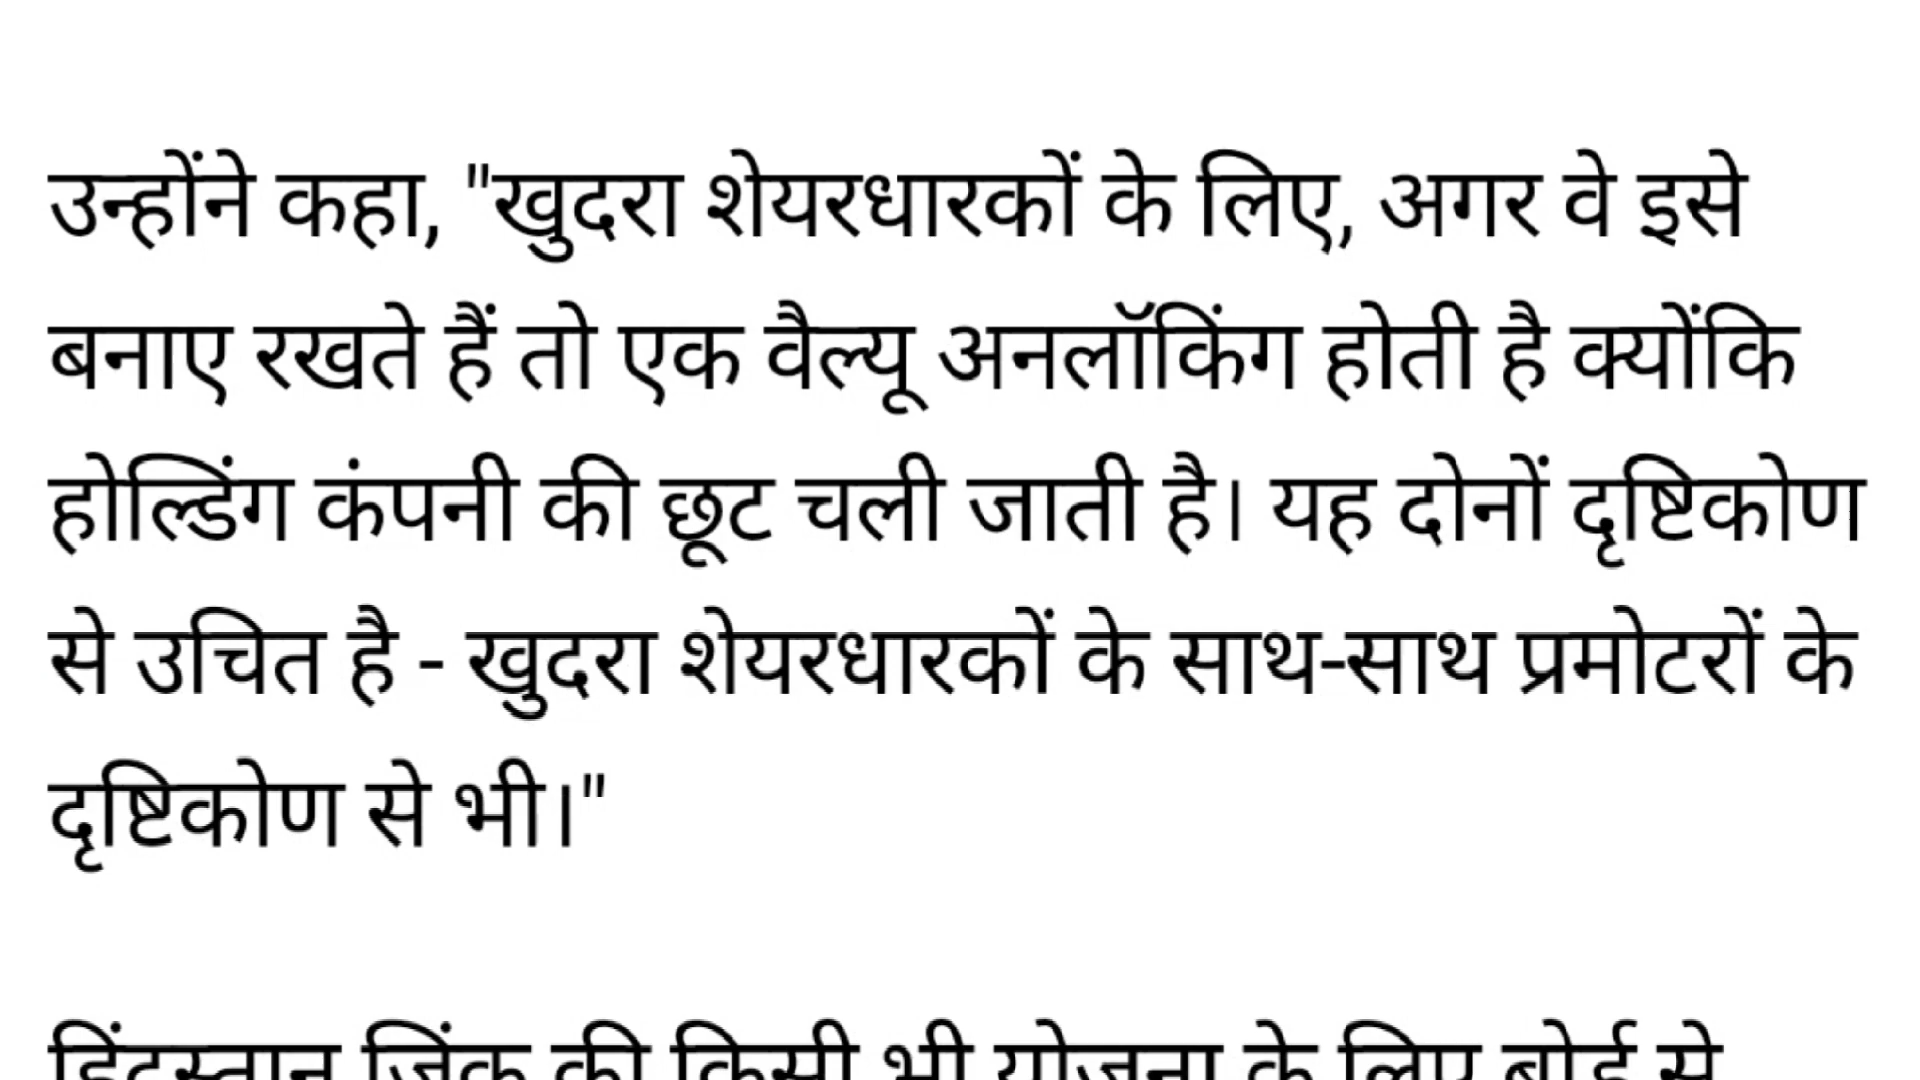 उन्होंने कहा, "खुदरा शेयरधारकों के लिए, अगर वे इसे
बनाए रखते हैं तो एक वैल्यू अनलॉकिंग होती है क्योंकि
होल्डिंग कंपनी की छूट चली जाती है। यह दोनों दृष्टिकोण
से उचित है - खुदरा शेयरधारकों के साथ-साथ प्रमोटरों के
दृष्टिकोण से भी।"
हिंदुस्तान जिंक की किसी भी योजना के लिए बोर्ड से